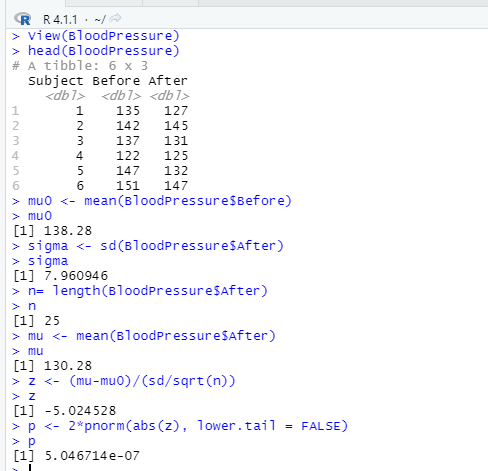 R R 4.1.1 · ~/
> View(BloodPressure)
> head(BloodPressure)
# A tibble: 6 x 3
  Subject Before After
    <dbl>  <dbl> <dbl>
1       1    135   127
2       2    142   145
3       3    137   131
4       4    122   125
5       5    147   132
6       6    151   147
> mu0 <- mean(BloodPressure$Before)
> mu0
[1] 138.28
> sigma <- sd(BloodPressure$After)
> sigma
[1] 7.960946
> n= length(BloodPressure$After)
> n
[1] 25
> mu <- mean(BloodPressure$After)
> mu
[1] 130.28
> z <- (mu-mu0)/(sd/sqrt(n))
> z
[1] -5.024528
> p <- 2*pnorm(abs(z), lower.tail = FALSE)
> p
[1] 5.046714e-07
>